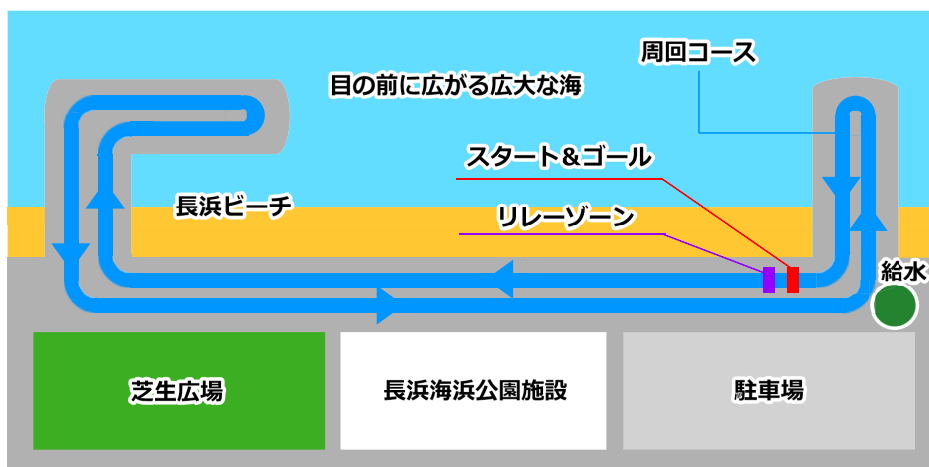 周回コース
目の前に広がる広大な海
スタート＆ゴール
長浜ビーチ
リレーゾーン
給水
芝生広場
長浜海浜公園施設
駐車場